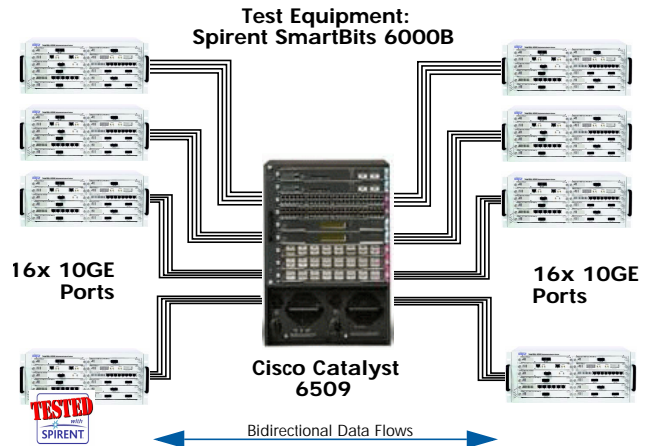 Test Equipment:
Spirent SmartBits 6000B
16x 10GE
Ports
16x 10GE
Ports
Cisco Catalyst
6509
TESTED
with
SPIRENT
Bidirectional Data Flows